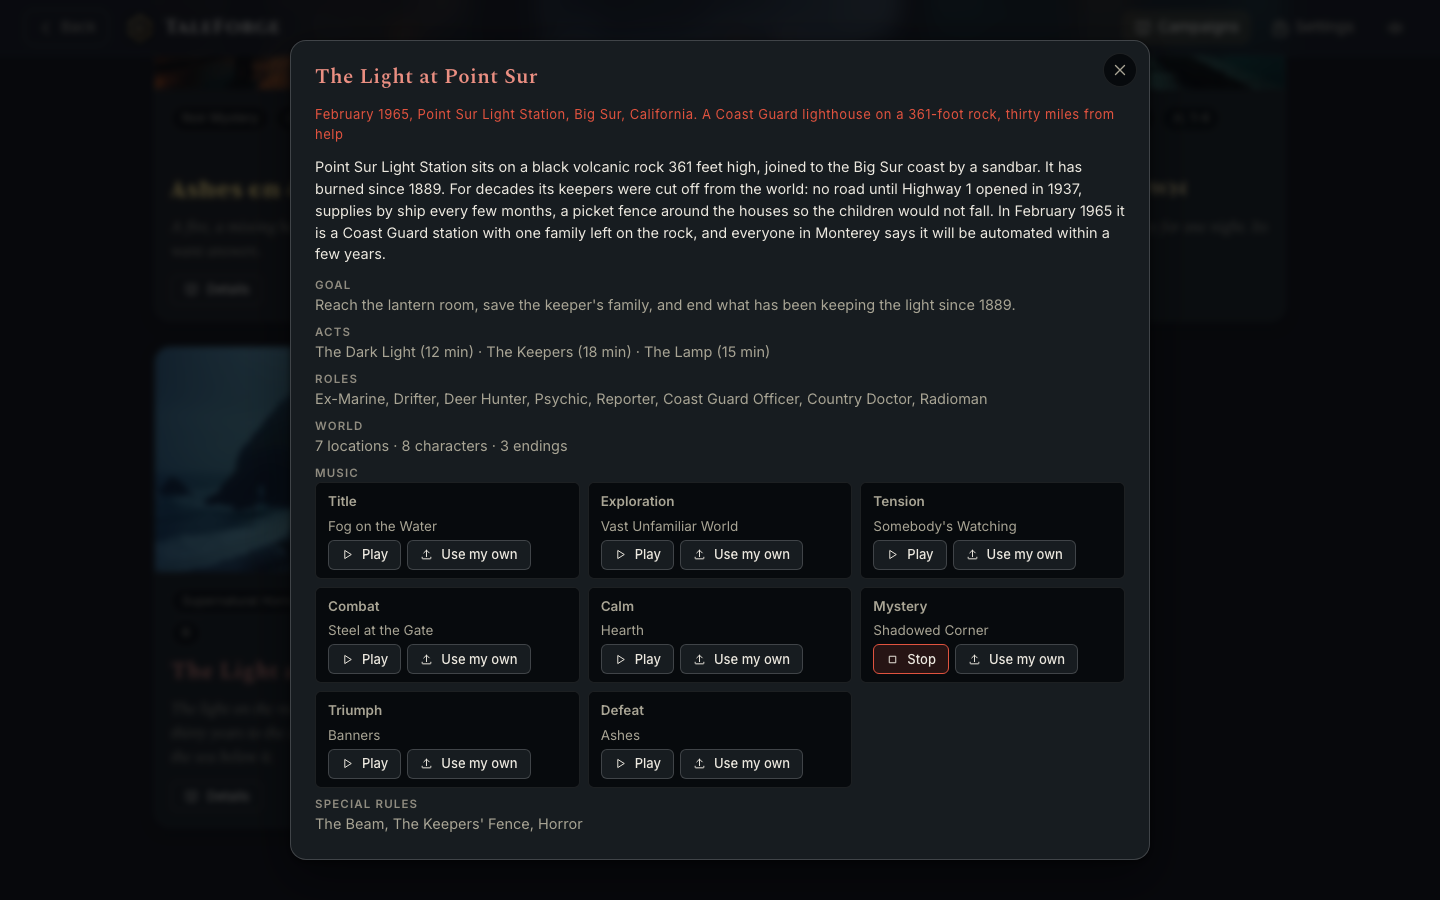 Back
TALEFORGE
Campaigns
Settings
The Light at Point Sur
February 1965, Point Sur Light Station, Big Sur, California. A Coast Guard lighthouse on a 361-foot rock, thirty miles from
help
Point Sur Light Station sits on a black volcanic rock 361 feet high, joined to the Big Sur coast by a sandbar. It has
burned since 1889. For decades its keepers were cut off from the world: no road until Highway 1 opened in 1937,
supplies by ship every few months, a picket fence around the houses so the children would not fall. In February 1965 it
is a Coast Guard station with one family left on the rock, and everyone in Monterey says it will be automated within a
few years.
GOAL
Reach the lantern room, save the keeper's family, and end what has been keeping the light since 1889.
ACTS
The Dark Light (12 min) · The Keepers (18 min) · The Lamp (15 min)
ROLES
Ex-Marine, Drifter, Deer Hunter, Psychic, Reporter, Coast Guard Officer, Country Doctor, Radioman
WORLD
7 locations · 8 characters · 3 endings
MUSIC
Title
Fog on the Water
Play
Use my own
Exploration
Vast Unfamiliar World
Play
Use my own
Tension
Somebody's Watching
Play
Use my own
Combat
Steel at the Gate
Play
Use my own
Calm
Hearth
Play
Use my own
Mystery
Shadowed Corner
Stop
Use my own
Triumph
Banners
Play
Use my own
Defeat
Ashes
Play
Use my own
SPECIAL RULES
The Beam, The Keepers' Fence, Horror
Ashes on
Details
The Light
Details